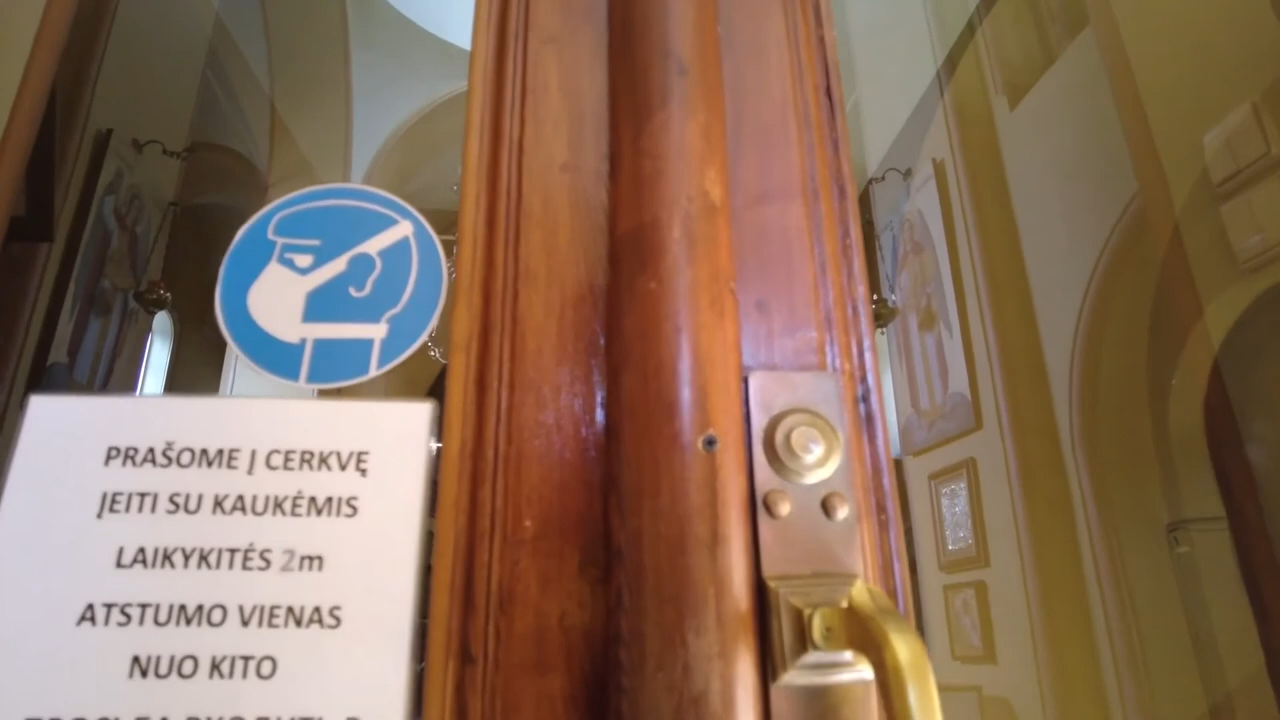 PRAŠOME Į CERKVĘ
ĮEITI SU KAUKĖMIS
LAIKYKITĖS 2m
ATSTUMO VIENAS
NUO KITO